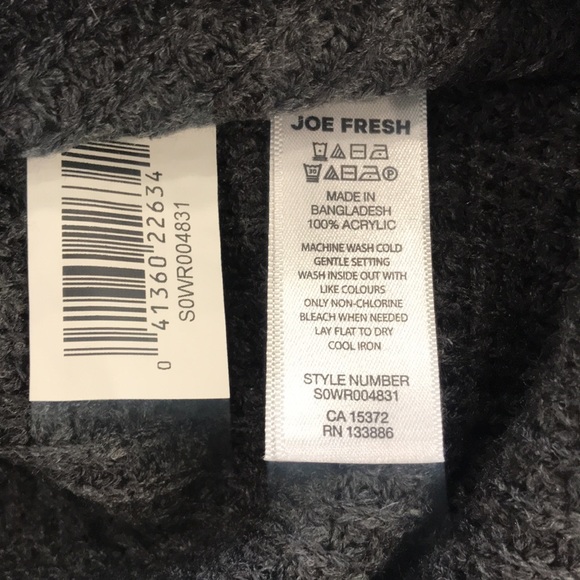 0 41360 22634
S0WR004831
JOE FRESH
30
P
MADE IN
BANGLADESH
100% ACRYLIC
MACHINE WASH COLD
GENTLE SETTING
WASH INSIDE OUT WITH
LIKE COLOURS
ONLY NON-CHLORINE
BLEACH WHEN NEEDED
LAY FLAT TO DRY
COOL IRON
STYLE NUMBER
S0WR004831
CA 15372
RN 133886